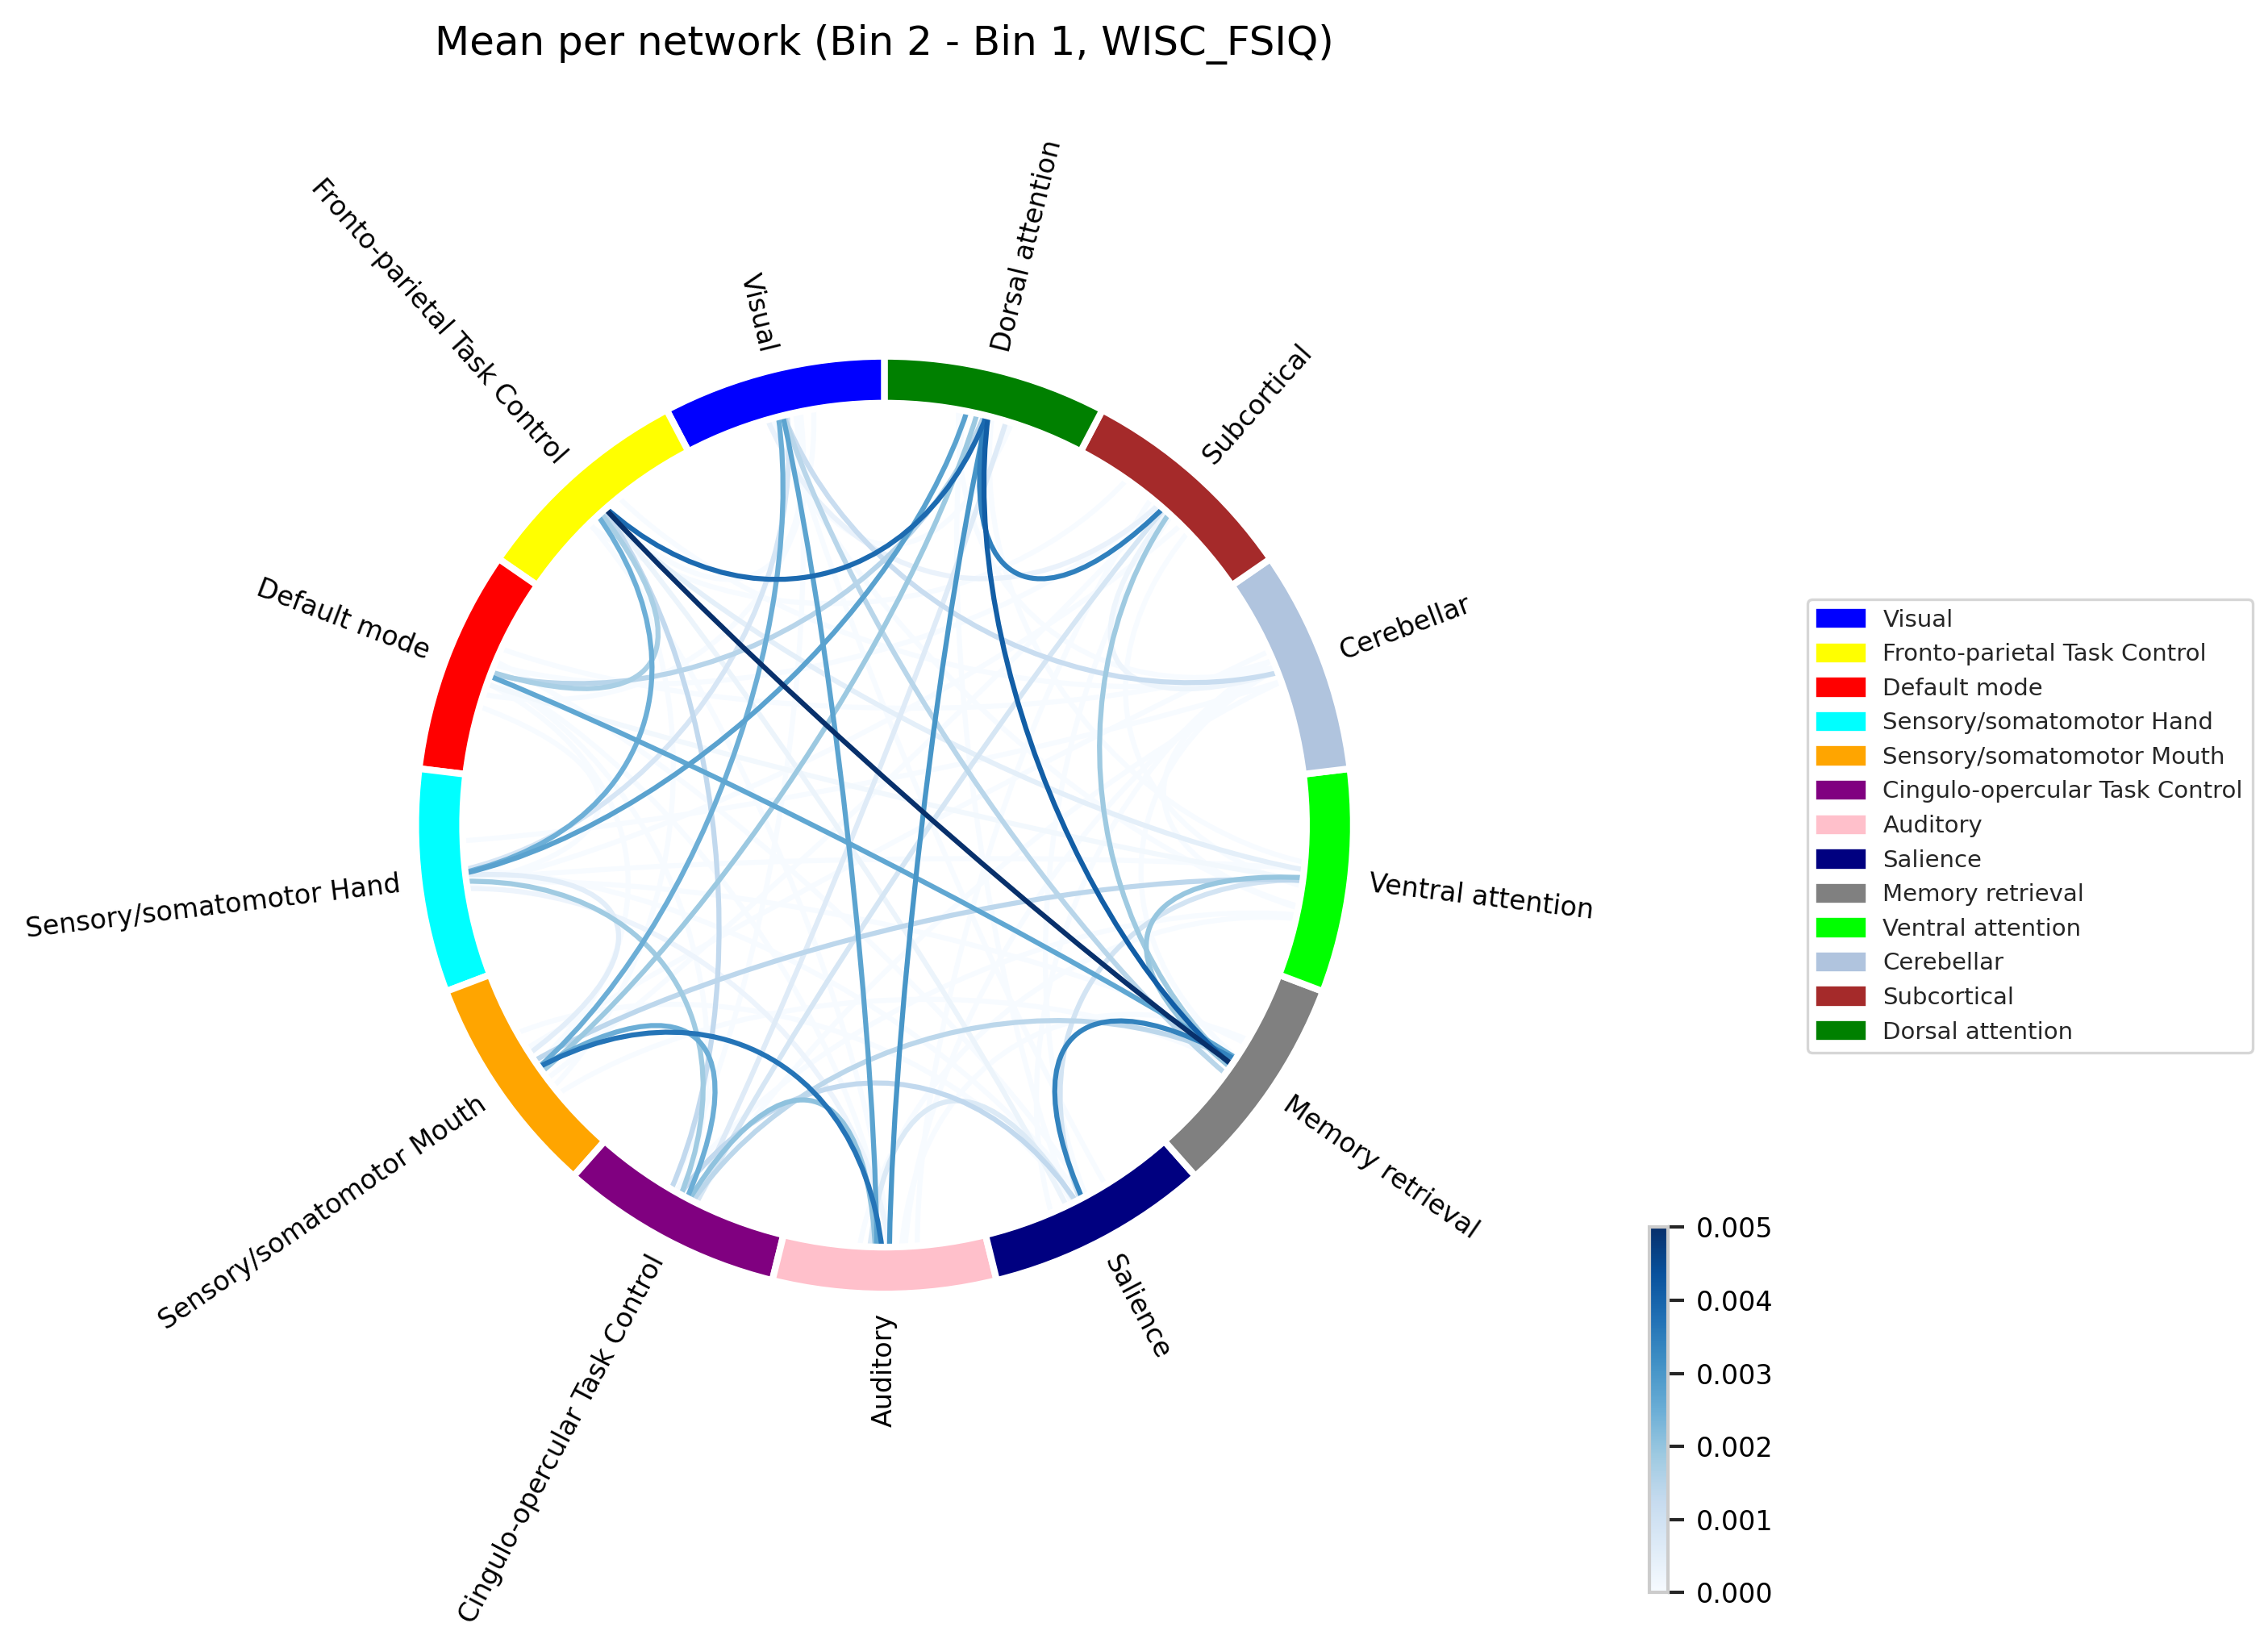 Mean per network (Bin 2 - Bin 1, WISC_FSIQ)
Dorsal attention
Fronto-parietal Task Control
Visual
Subcortical
Default mode
Cerebellar
Sensory/somatomotor Hand
Ventral attention
Sensory/somatomotor Mouth
Memory retrieval
Cingulo-opercular Task Control
Auditory
Salience
Visual
Fronto-parietal Task Control
Default mode
Sensory/somatomotor Hand
Sensory/somatomotor Mouth
Cingulo-opercular Task Control
Auditory
Salience
Memory retrieval
Ventral attention
Cerebellar
Subcortical
Dorsal attention
0.005
0.004
0.003
0.002
0.001
0.000